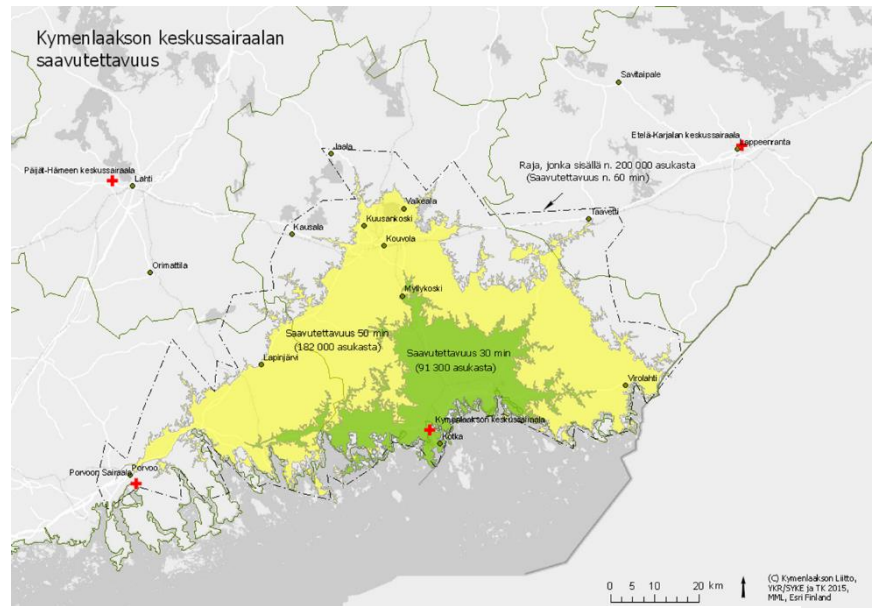 Kymenlaakson keskussairaalan
saavutettavuus
Savitaipale
Etelä-Karjalan keskussairaala
Lappeenranta
Jaala
Raja, jonka sisällä n. 200 000 asukasta
(Saavutettavuus n. 60 min)
Päijät-Hämeen keskussairaala
Lahti
Valkeala
Taavetti
Kuusankoski
Kausala
Kouvola
Orimattila
Myllykoski
Saavutettavuus 50 min
(182 000 asukasta)
Saavutettavuus 30 min
(91 300 asukasta)
Lapinjärvi
Virolahti
Kymenlaakson keskussairaala
Kotka
Porvoon Sairaala
Porvoo
0 5 10 20 km
(C) Kymenlaakson Liitto,
YKR/SYKE ja TK 2015,
MML, Esri Finland